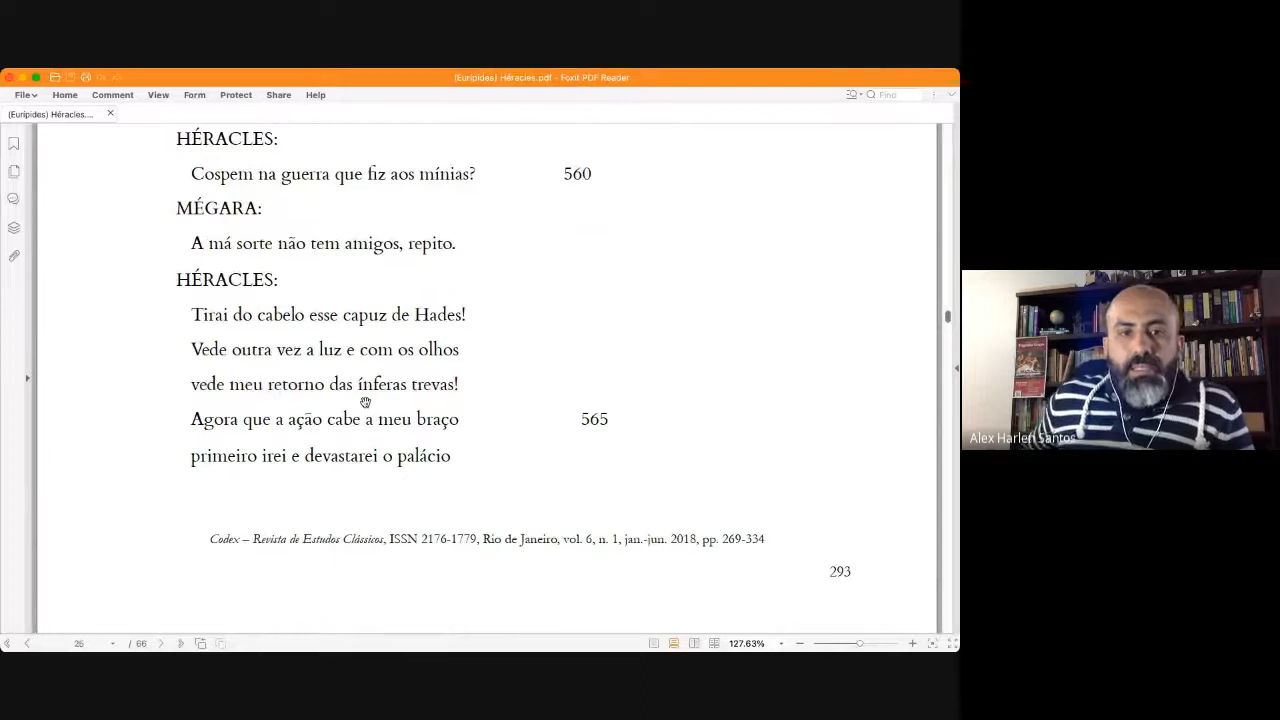 (Eurípides) Héracles.pdf - Foxit PDF Reader
File Home Comment View Form Protect Share Help
Find
(Eurípides) Héracles....
HÉRACLES:
Cospem na guerra que fiz aos mínias? 560
MÉGARA:
A má sorte não tem amigos, repito.
HÉRACLES:
Tirai do cabelo esse capuz de Hades!
Vede outra vez a luz e com os olhos
vede meu retorno das ínferas trevas!
Agora que a ação cabe a meu braço 565
primeiro irei e devastarei o palácio
Codex – Revista de Estudos Clássicos, ISSN 2176-1779, Rio de Janeiro, vol. 6, n. 1, jan.-jun. 2018, pp. 269-334
293
25 / 66
127.63%
Alex Harlen Santos